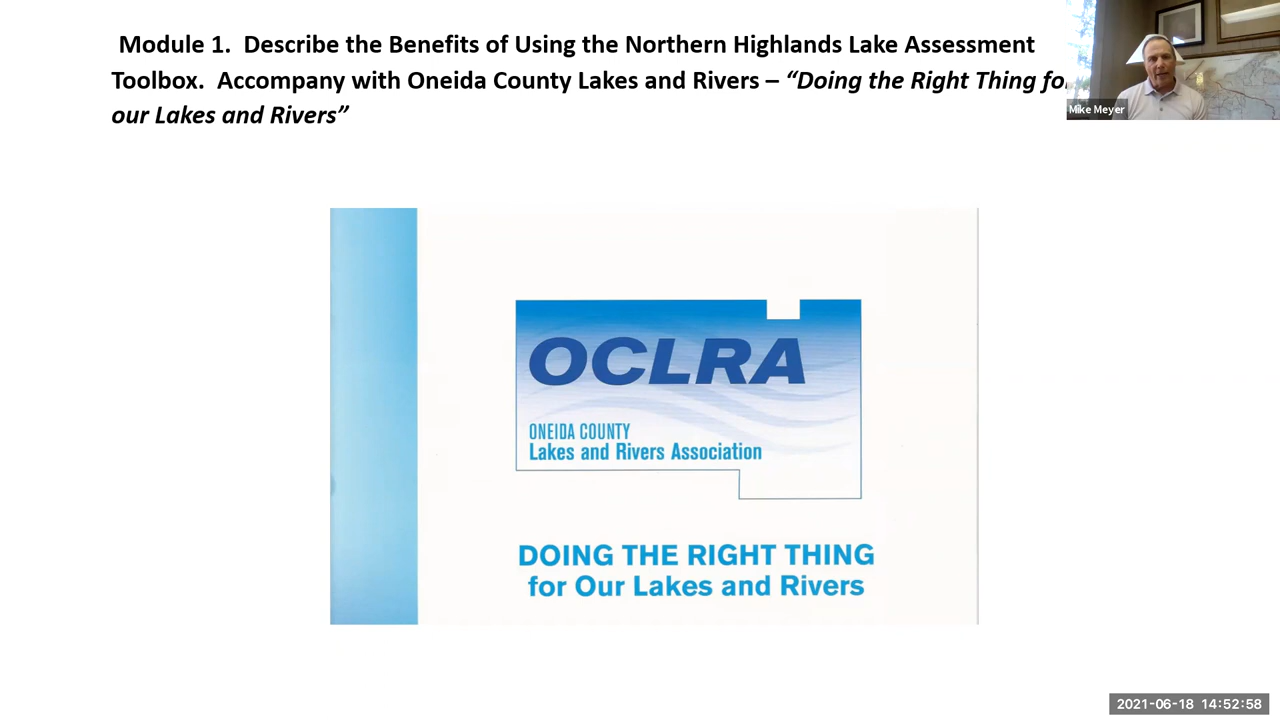 Module 1. Describe the Benefits of Using the Northern Highlands Lake Assessment
Toolbox. Accompany with Oneida County Lakes and Rivers – “Doing the Right Thing for
our Lakes and Rivers”
Mike Meyer
OCLRA
ONEIDA COUNTY
Lakes and Rivers Association
DOING THE RIGHT THING
for Our Lakes and Rivers
2021-06-18 14:52:58